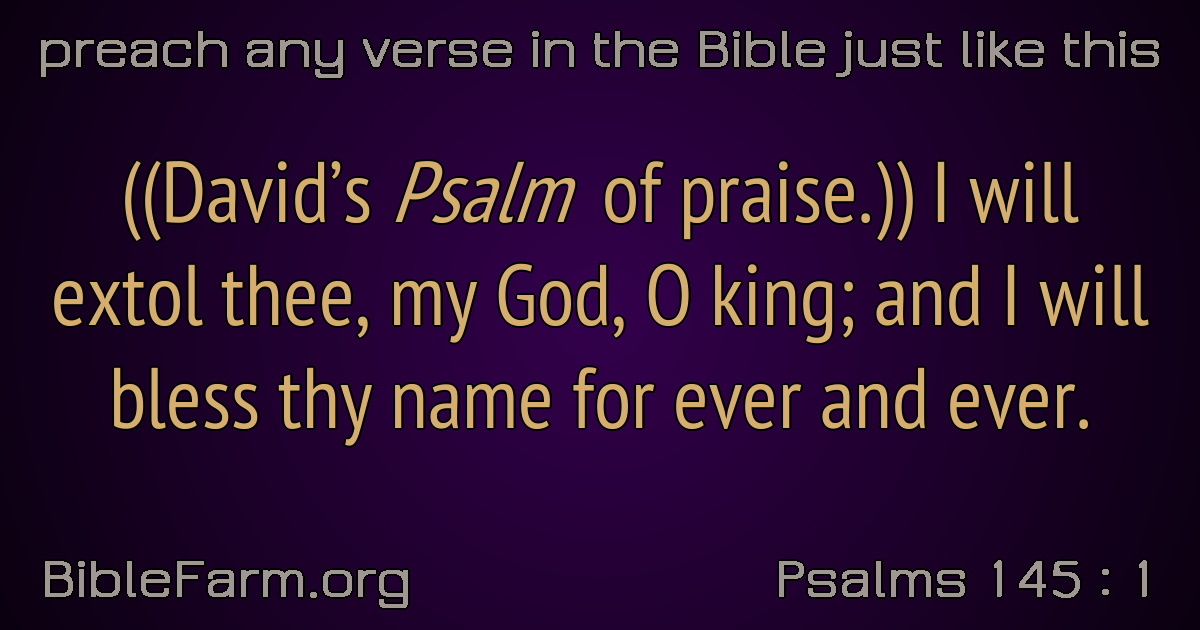 preach any verse in the Bible just like this
((David’s Psalm of praise.)) I will
extol thee, my God, O king; and I will
bless thy name for ever and ever.
BibleFarm.org
Psalms 145 : 1